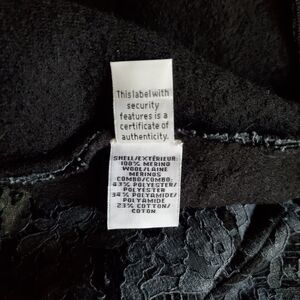 This label with
security
features is a
certificate of
authenticity.
SHELL/EXTÉRIEUR
100% MERINO
WOOL/LAINE
MERINOS
COMBO/COMBO:
43% POLYESTER/
POLYESTER
34% POLYAMIDE/
POLYAMIDE
23% COTTON/
COTON